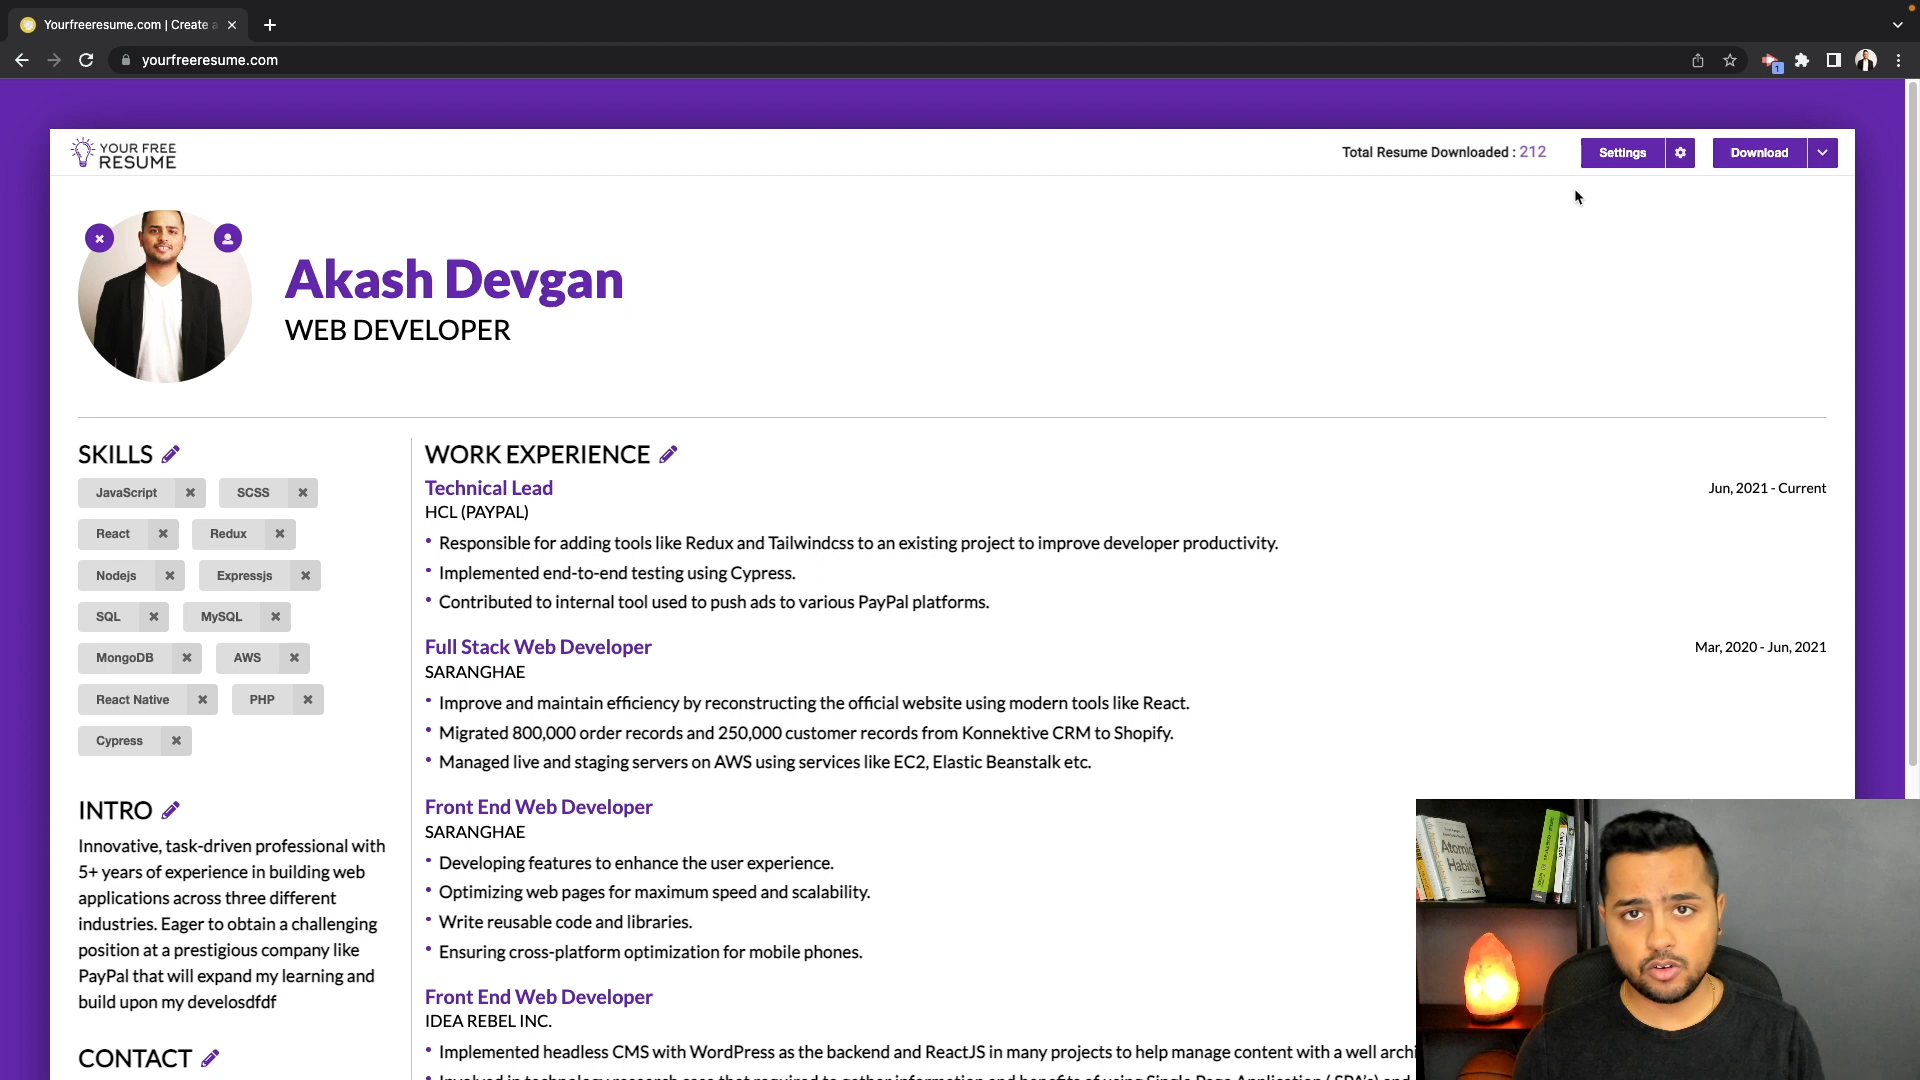 Yourfreeresume.com | Create a
yourfreeresume.com
1
YOUR FREE
RESUME
Total Resume Downloaded : 212
Settings
Download
Akash Devgan
WEB DEVELOPER
SKILLS
JavaScript
SCSS
React
Redux
Nodejs
Expressjs
SQL
MySQL
MongoDB
AWS
React Native
PHP
Cypress
INTRO
Innovative, task-driven professional with
5+ years of experience in building web
applications across three different
industries. Eager to obtain a challenging
position at a prestigious company like
PayPal that will expand my learning and
build upon my develosdfdf
CONTACT
WORK EXPERIENCE
Technical Lead
Jun, 2021 - Current
HCL (PAYPAL)
• Responsible for adding tools like Redux and Tailwindcss to an existing project to improve developer productivity.
• Implemented end-to-end testing using Cypress.
• Contributed to internal tool used to push ads to various PayPal platforms.
Full Stack Web Developer
Mar, 2020 - Jun, 2021
SARANGHAE
• Improve and maintain efficiency by reconstructing the official website using modern tools like React.
• Migrated 800,000 order records and 250,000 customer records from Konnektive CRM to Shopify.
• Managed live and staging servers on AWS using services like EC2, Elastic Beanstalk etc.
Front End Web Developer
SARANGHAE
• Developing features to enhance the user experience.
• Optimizing web pages for maximum speed and scalability.
• Write reusable code and libraries.
• Ensuring cross-platform optimization for mobile phones.
Front End Web Developer
IDEA REBEL INC.
• Implemented headless CMS with WordPress as the backend and ReactJS in many projects to help manage content with a well archi
Atomic
Habits